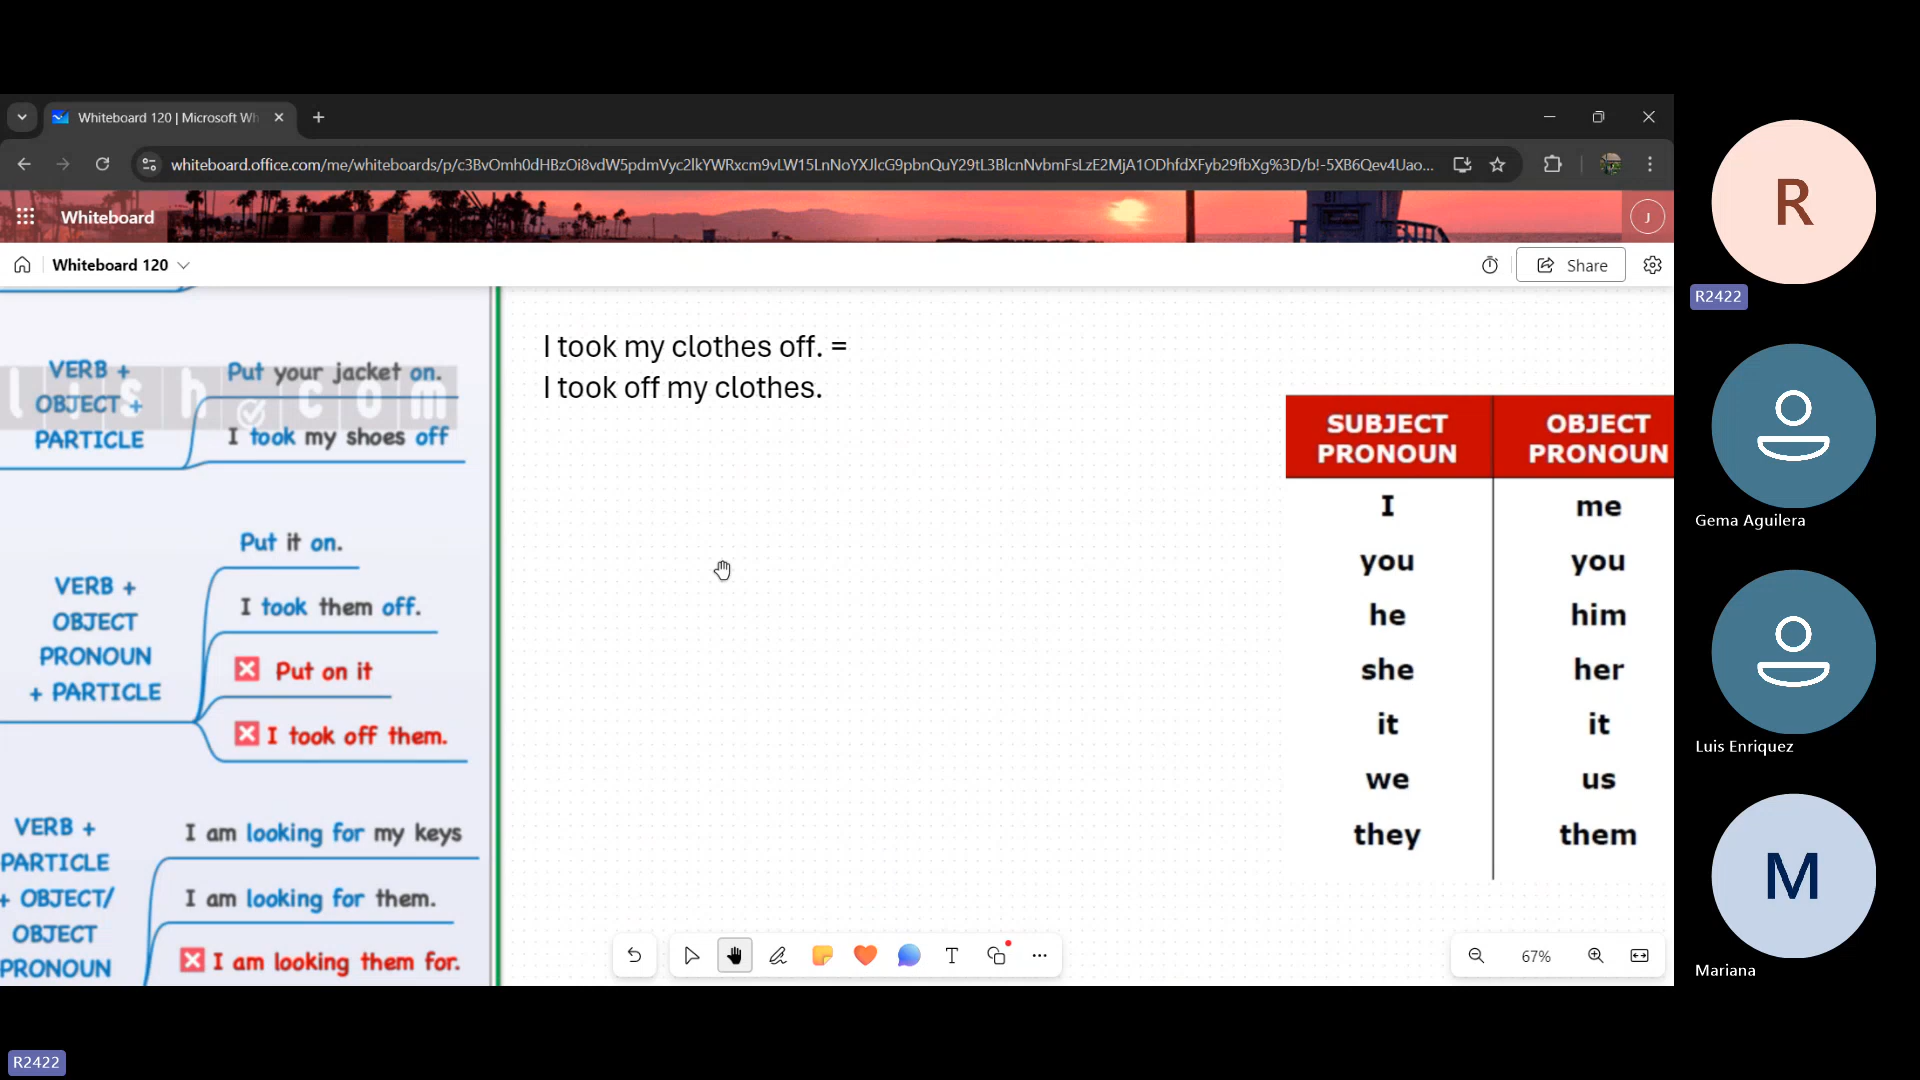 Whiteboard 120 | Microsoft Wh
whiteboard.office.com/me/whiteboards/p/c3BvOmh0dHBzOi8vdW5pdmVyc2lkYWRxcm9vLW15LnNoYXJlcG9pbnQuY29tL3BlcnNvbmFsLzE2MjA1ODhfdXFyb29fbXg%3D/b!-5XB6Qev4Uao...
Whiteboard
J
Whiteboard 120
Share
VERB +
OBJECT +
PARTICLE
Put your jacket on.
I took my shoes off
lish.com
VERB +
OBJECT
PRONOUN
+ PARTICLE
Put it on.
I took them off.
Put on it
I took off them.
VERB +
PARTICLE
+ OBJECT/
OBJECT
PRONOUN
I am looking for my keys
I am looking for them.
I am looking them for.
I took my clothes off. =
I took off my clothes.
SUBJECT PRONOUN OBJECT PRONOUN
I me
you you
he him
she her
it it
we us
they them
67%
R
R2422
Gema Aguilera
Luis Enriquez
M
Mariana
R2422